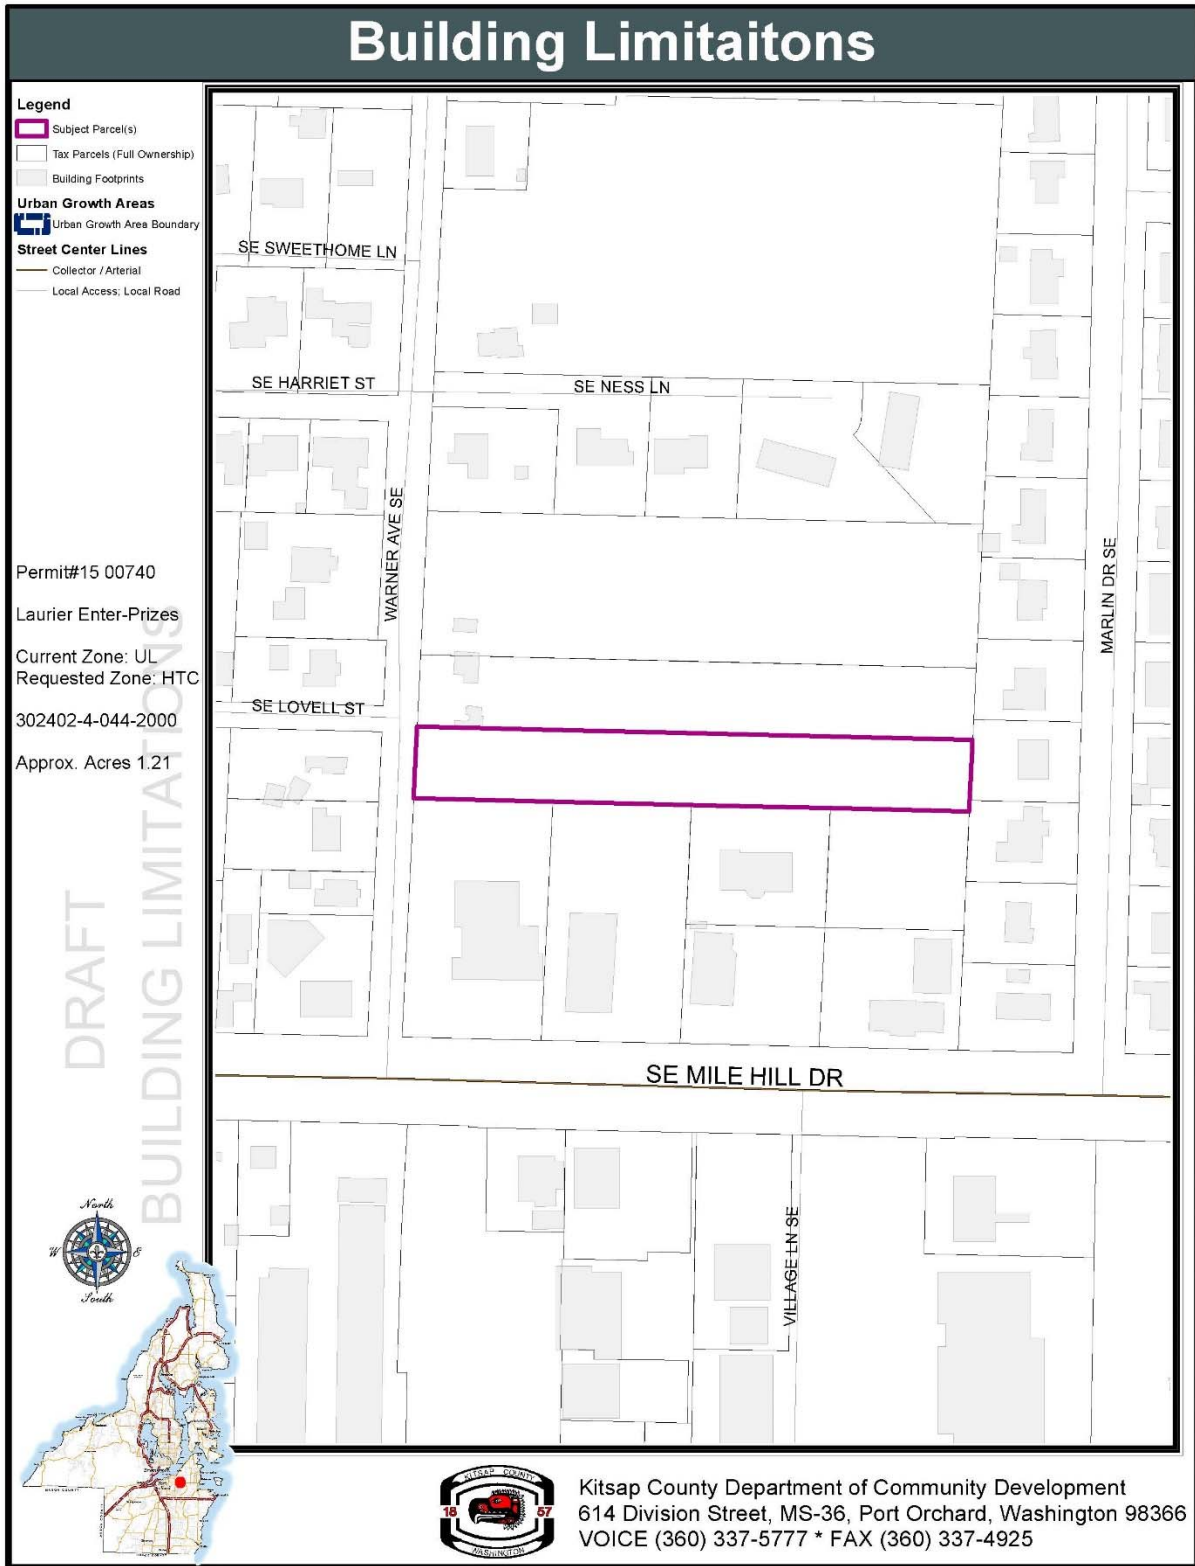 Building Limitaitons
Legend
Subject Parcel(s)
Tax Parcels (Full Ownership)
Building Footprints
Urban Growth Areas
Urban Growth Area Boundary
Street Center Lines
Collector / Arterial
Local Access; Local Road
Permit#15 00740
Laurier Enter-Prizes
Current Zone: UL
Requested Zone: HTC
302402-4-044-2000
Approx. Acres 1.21
DRAFT
BUILDING LIMITATIONS
SE SWEETHOME LN
SE HARRIET ST
SE NESS LN
WARNER AVE SE
MARLIN DR SE
SE LOVELL ST
SE MILE HILL DR
VILLAGE LN SE
North
W E
South
KITSAP COUNTY
18 57
WASHINGTON
Kitsap County Department of Community Development
614 Division Street, MS-36, Port Orchard, Washington 98366
VOICE (360) 337-5777 * FAX (360) 337-4925